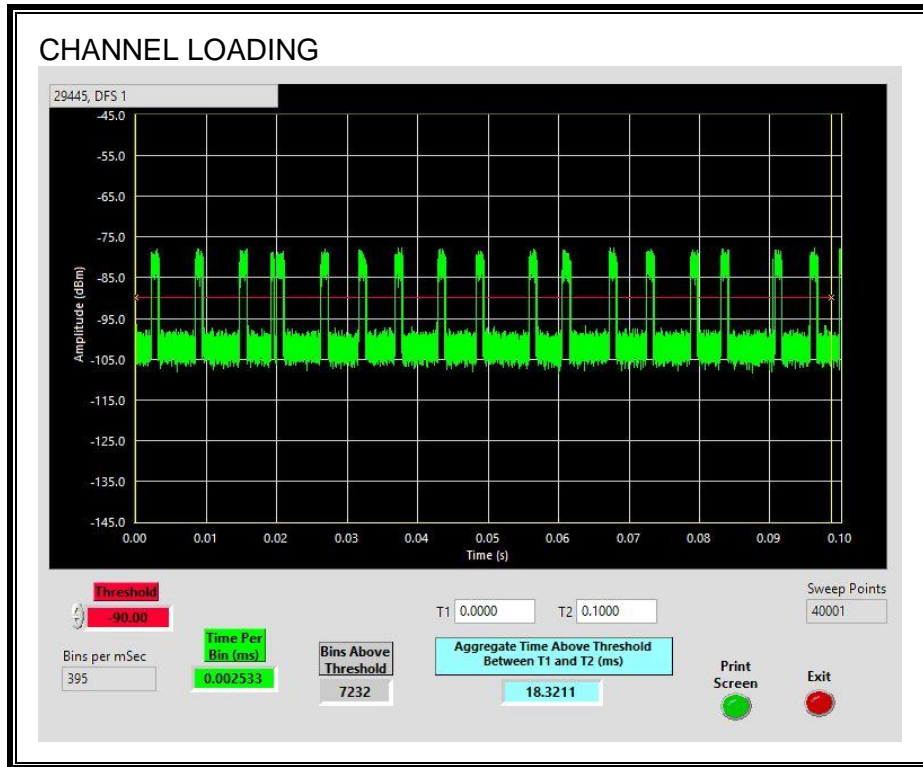 CHANNEL LOADING
29445, DFS 1
-45.0
-55.0
-65.0
-75.0
-85.0
-95.0
-105.0
-115.0
-125.0
-135.0
-145.0
Amplitude (dBm)
0.00 0.01 0.02 0.03 0.04 0.05 0.06 0.07 0.08 0.09 0.10
Time (s)
Threshold
-90.00
Bins per mSec
395
Time Per
Bin (ms)
0.002533
Bins Above
Threshold
7232
T1 0.0000 T2 0.1000
Aggregate Time Above Threshold
Between T1 and T2 (ms)
18.3211
Sweep Points
40001
Print
Screen
Exit